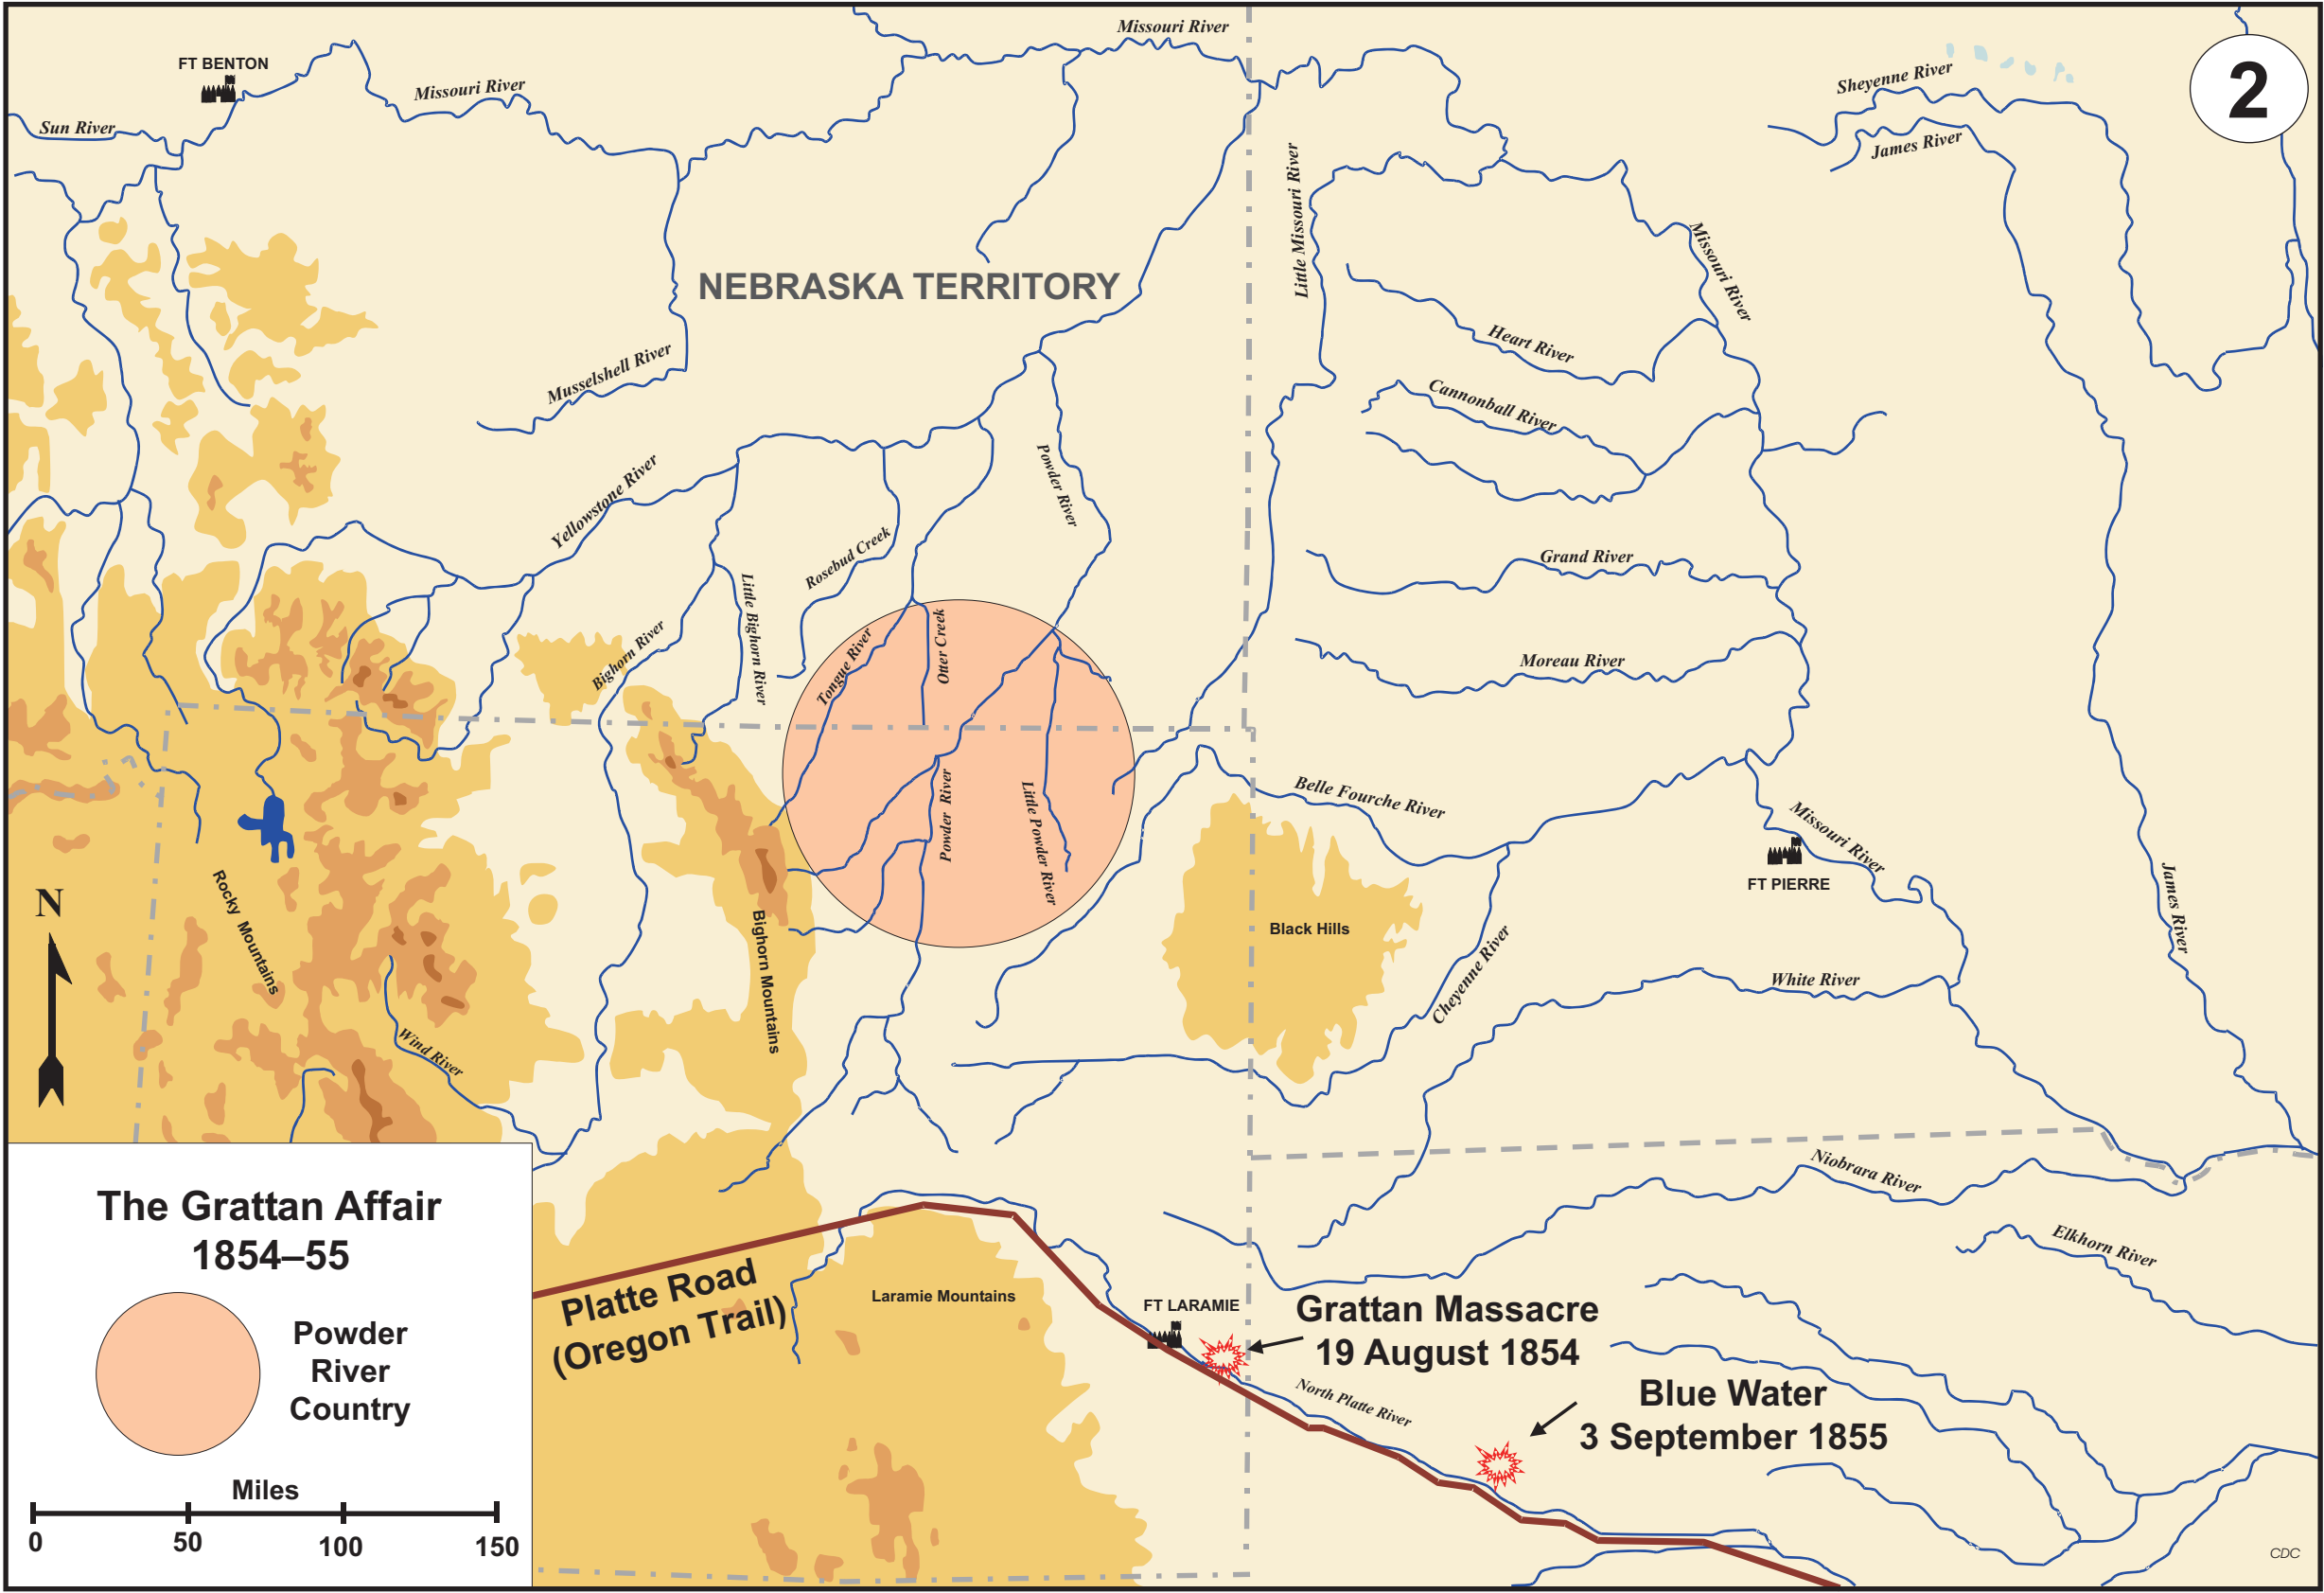 Missouri River
2
FT BENTON
Missouri River
Sheyenne River
Sun River
James River
Little Missouri River
Missouri River
NEBRASKA TERRITORY
Heart River
Musselshell River
Cannonball River
Yellowstone River
Powder River
Rosebud Creek
Grand River
Little Bighorn River
Bighorn River
Tongue River
Otter Creek
Moreau River
Belle Fourche River
Powder River
Little Powder River
Missouri River
FT PIERRE
James River
N
Rocky Mountains
Bighorn Mountains
Black Hills
Cheyenne River
White River
Wind River
Niobrara River
Elkhorn River
The Grattan Affair
1854–55
Powder
River
Country
Miles
0 50 100 150
Platte Road
(Oregon Trail)
Laramie Mountains
FT LARAMIE
Grattan Massacre
19 August 1854
North Platte River
Blue Water
3 September 1855
CDC